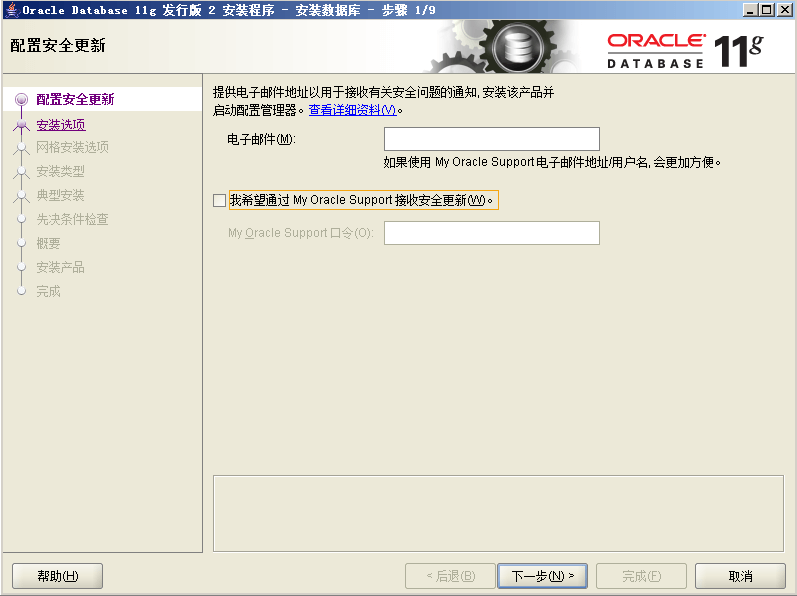 Oracle Database 11g 发行版 2 安装程序 - 安装数据库 - 步骤 1/9
配置安全更新
ORACLE
DATABASE
11g
配置安全更新
安装选项
网格安装选项
安装类型
典型安装
先决条件检查
概要
安装产品
完成
提供电子邮件地址以用于接收有关安全问题的通知, 安装该产品并
启动配置管理器。查看详细资料(V)。
电子邮件(M):
如果使用 My Oracle Support 电子邮件地址/用户名, 会更加方便。
我希望通过 My Oracle Support 接收安全更新(W)。
My Oracle Support 口令(O):
帮助(H)
< 后退(B)
下一步(N) >
完成(F)
取消